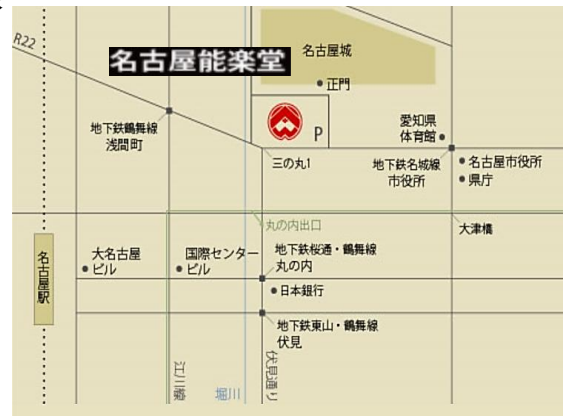 R22
名古屋能楽堂
名古屋城
正門
P
地下鉄鶴舞線
浅間町
愛知県
体育館
三の丸1
地下鉄名城線
市役所
名古屋市役所
県庁
丸の内出口
大津橋
名古屋駅
大名古屋
ビル
国際センター
ビル
地下鉄桜通・鶴舞線
丸の内
日本銀行
地下鉄東山・鶴舞線
伏見
江川線
堀川
伏見通り